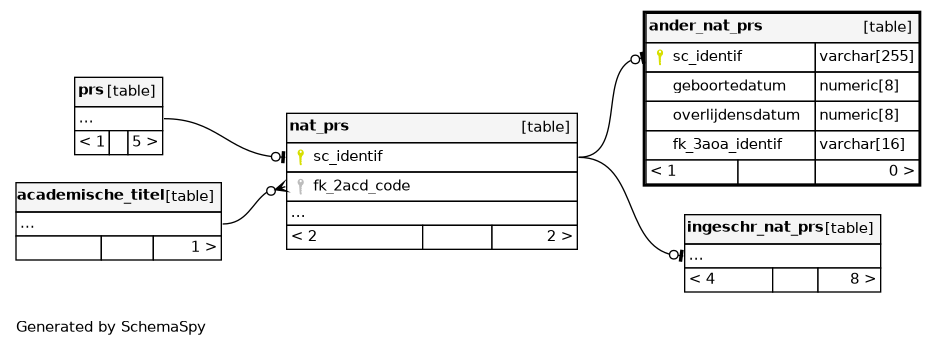 prs [table]
...
< 1 5 >
academische_titel [table]
...
1 >
nat_prs [table]
sc_identif
fk_2acd_code
...
< 2 2 >
ander_nat_prs [table]
sc_identif varchar[255]
geboortedatum numeric[8]
overlijdensdatum numeric[8]
fk_3aoa_identif varchar[16]
< 1 0 >
ingeschr_nat_prs [table]
...
< 4 8 >
Generated by SchemaSpy